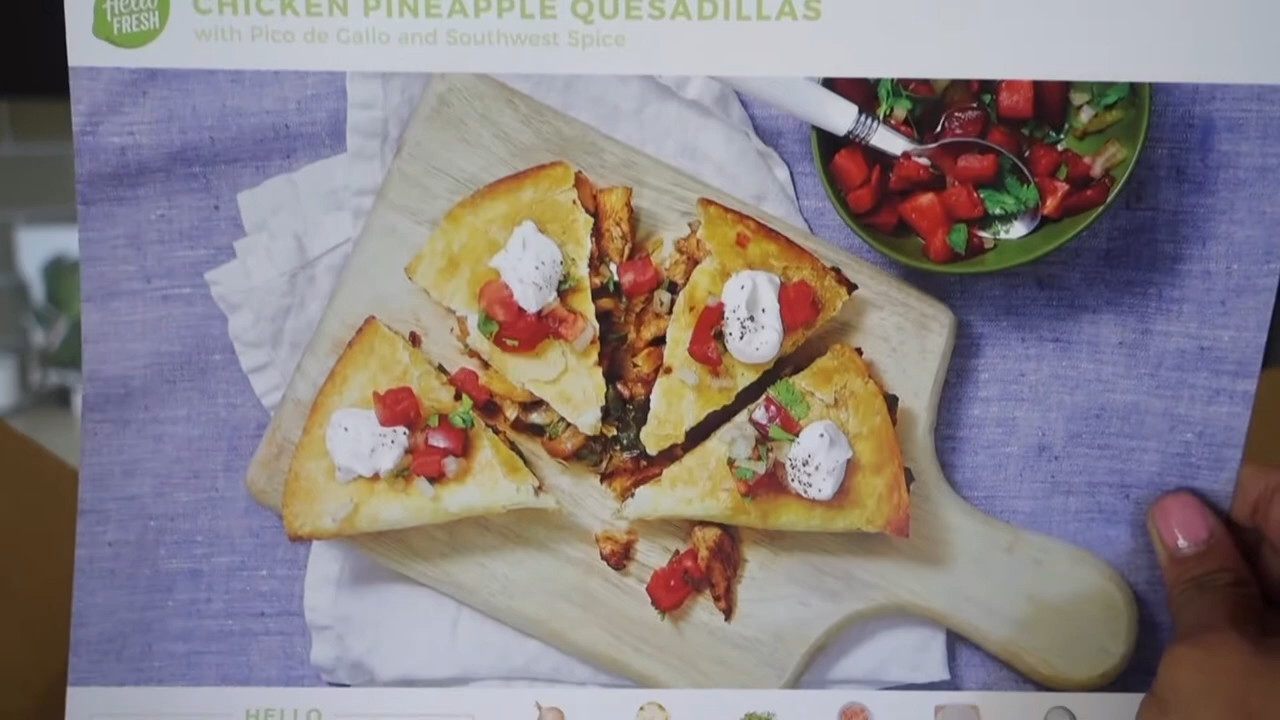 Hello
FRESH
CHICKEN PINEAPPLE QUESADILLAS
with Pico de Gallo and Southwest Spice
HELLO